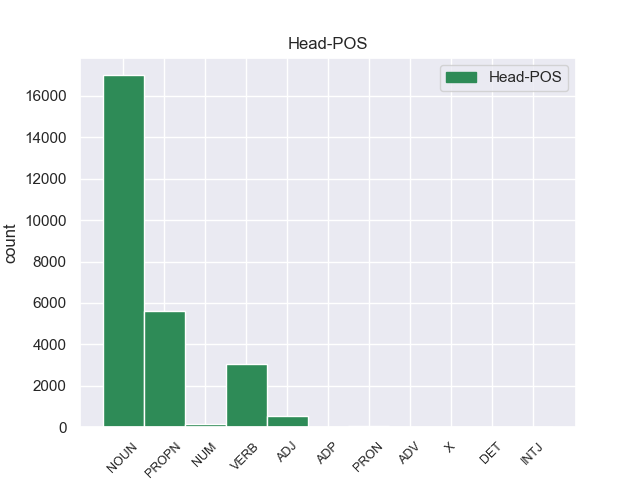 Head-POS
Head-POS
16000
14000
12000
10000
8000
6000
4000
2000
0
count
NOUN
PROPN
NUM
VERB
ADJ
ADP
PRON
ADV
X
DET
INTJ